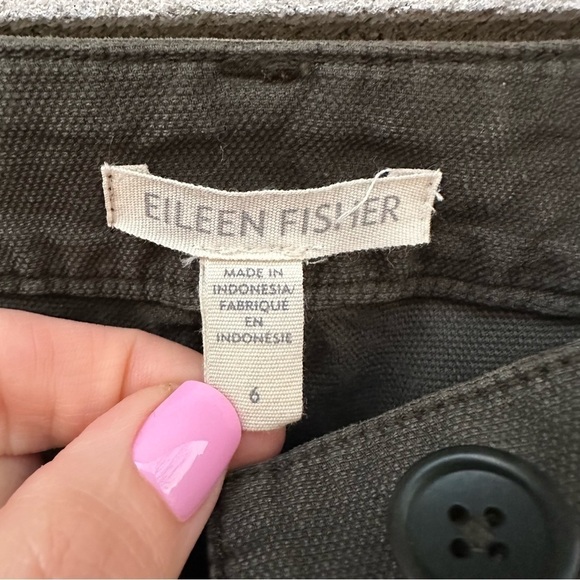 EILEEN FISHER
MADE IN
INDONESIA/
FABRIQUÉ
EN
INDONÉSIE
6